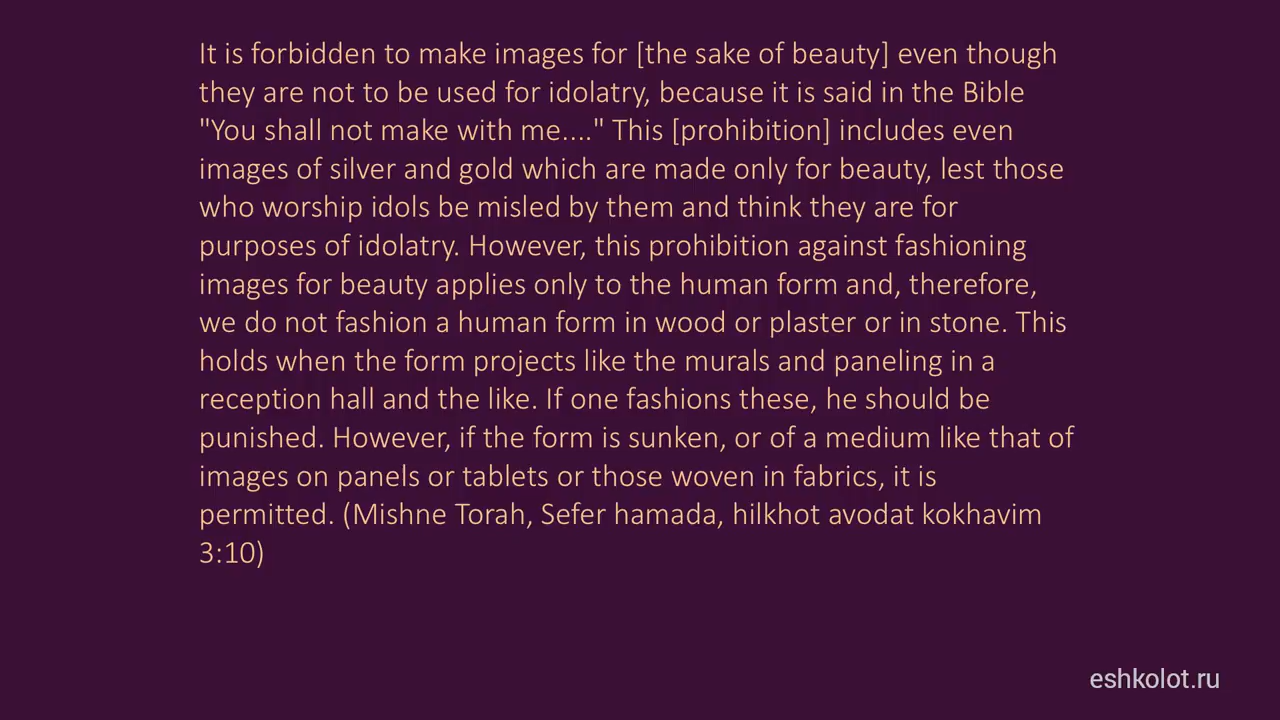 It is forbidden to make images for [the sake of beauty] even though
they are not to be used for idolatry, because it is said in the Bible
"You shall not make with me...." This [prohibition] includes even
images of silver and gold which are made only for beauty, lest those
who worship idols be misled by them and think they are for
purposes of idolatry. However, this prohibition against fashioning
images for beauty applies only to the human form and, therefore,
we do not fashion a human form in wood or plaster or in stone. This
holds when the form projects like the murals and paneling in a
reception hall and the like. If one fashions these, he should be
punished. However, if the form is sunken, or of a medium like that of
images on panels or tablets or those woven in fabrics, it is
permitted. (Mishne Torah, Sefer hamada, hilkhot avodat kokhavim
3:10)
eshkolot.ru